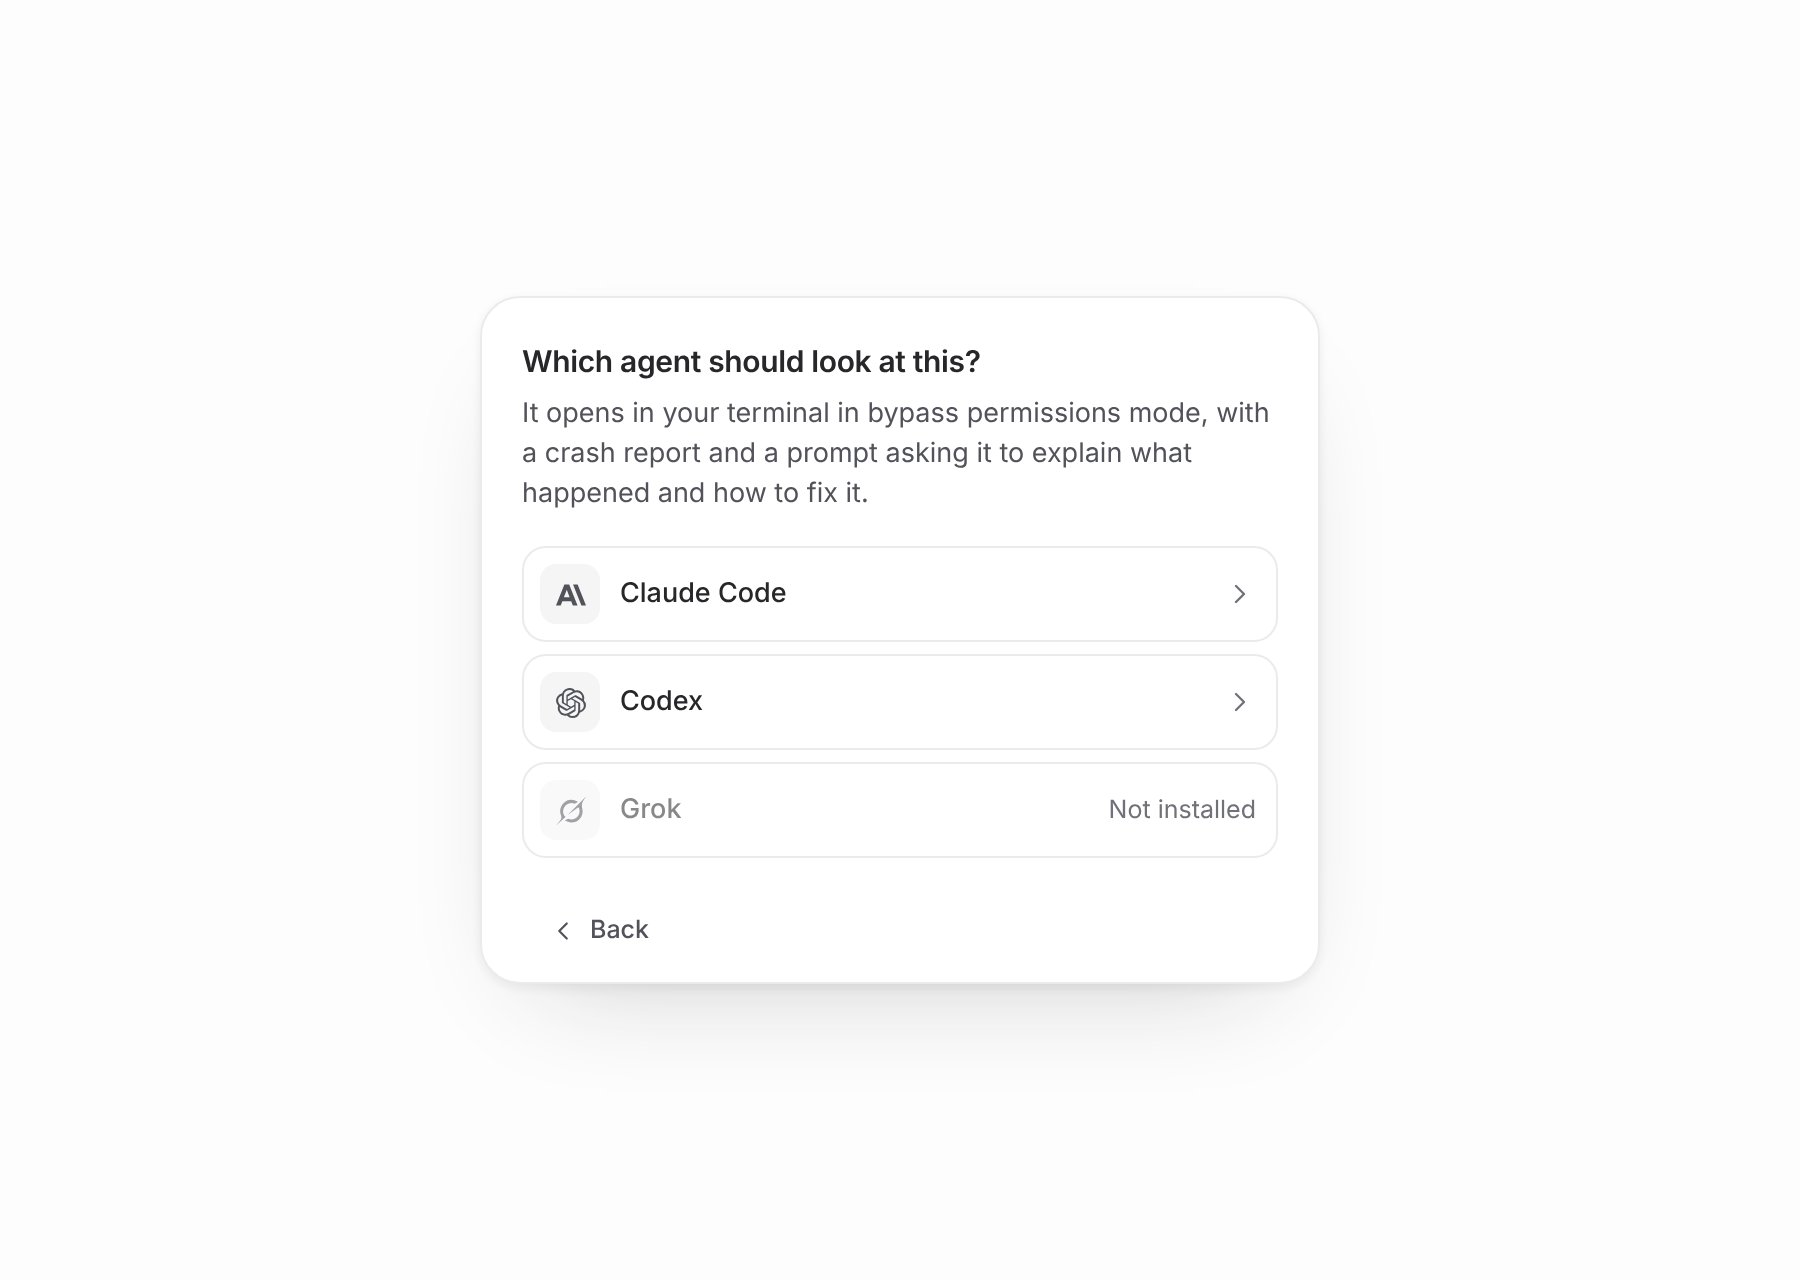 Which agent should look at this?
It opens in your terminal in bypass permissions mode, with
a crash report and a prompt asking it to explain what
happened and how to fix it.
Claude Code
Codex
Grok
Not installed
Back